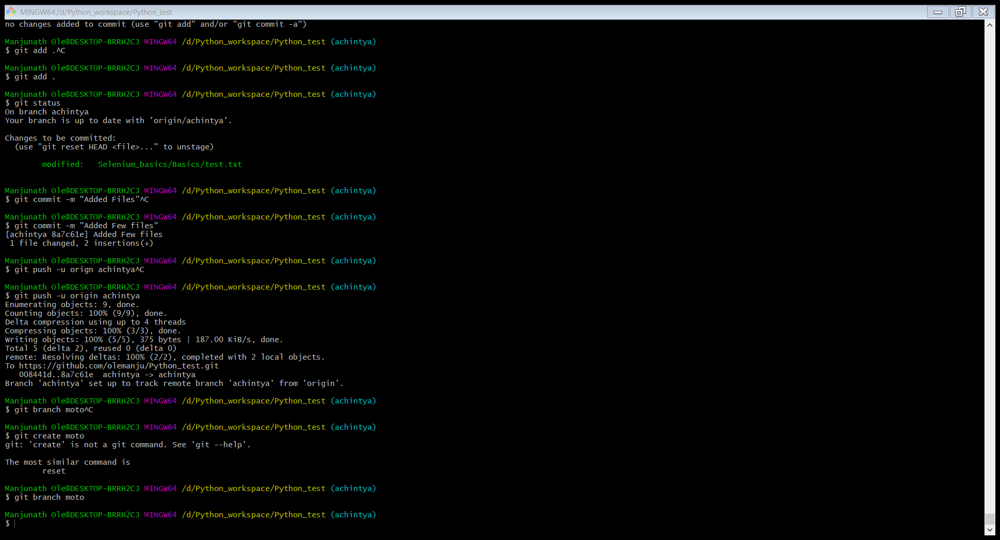 MINGW64:/d/Python_workspace/Python_test
no changes added to commit (use "git add" and/or "git commit -a")
Manjunath Ole@DESKTOP-BRRH2CJ MINGW64 /d/Python_workspace/Python_test (achintya)
$ git add .^C
Manjunath Ole@DESKTOP-BRRH2CJ MINGW64 /d/Python_workspace/Python_test (achintya)
$ git add .
Manjunath Ole@DESKTOP-BRRH2CJ MINGW64 /d/Python_workspace/Python_test (achintya)
$ git status
On branch achintya
Your branch is up to date with 'origin/achintya'.
Changes to be committed:
(use "git reset HEAD <file>..." to unstage)
modified: Selenium_basics/Basics/test.txt
Manjunath Ole@DESKTOP-BRRH2CJ MINGW64 /d/Python_workspace/Python_test (achintya)
$ git commit -m "Added Files"^C
Manjunath Ole@DESKTOP-BRRH2CJ MINGW64 /d/Python_workspace/Python_test (achintya)
$ git commit -m "Added Few files"
[achintya 8a7c61e] Added Few files
1 file changed, 2 insertions(+)
Manjunath Ole@DESKTOP-BRRH2CJ MINGW64 /d/Python_workspace/Python_test (achintya)
$ git push -u orign achintya^C
Manjunath Ole@DESKTOP-BRRH2CJ MINGW64 /d/Python_workspace/Python_test (achintya)
$ git push -u origin achintya
Enumerating objects: 9, done.
Counting objects: 100% (9/9), done.
Delta compression using up to 4 threads
Compressing objects: 100% (3/3), done.
Writing objects: 100% (5/5), 375 bytes | 187.00 KiB/s, done.
Total 5 (delta 2), reused 0 (delta 0)
remote: Resolving deltas: 100% (2/2), completed with 2 local objects.
To https://github.com/olemanju/Python_test.git
008441d..8a7c61e achintya -> achintya
Branch 'achintya' set up to track remote branch 'achintya' from 'origin'.
Manjunath Ole@DESKTOP-BRRH2CJ MINGW64 /d/Python_workspace/Python_test (achintya)
$ git branch moto^C
Manjunath Ole@DESKTOP-BRRH2CJ MINGW64 /d/Python_workspace/Python_test (achintya)
$ git create moto
git: 'create' is not a git command. See 'git --help'.
The most similar command is
reset
Manjunath Ole@DESKTOP-BRRH2CJ MINGW64 /d/Python_workspace/Python_test (achintya)
$ git branch moto
Manjunath Ole@DESKTOP-BRRH2CJ MINGW64 /d/Python_workspace/Python_test (achintya)
$